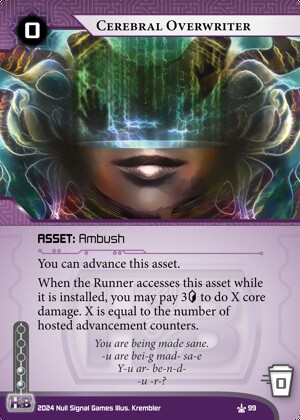 0 Cerebral Overwriter
ASSET: Ambush
You can advance this asset.
When the Runner accesses this asset while
it is installed, you may pay 3 to do X core
damage. X is equal to the number of
hosted advancement counters.
You are being made sane.
-u are bei-g mad- sa-e
Y-u ar- be-n-d-
-u -r-?
0
HB 2024 Null Signal Games Illus. Krembler 99